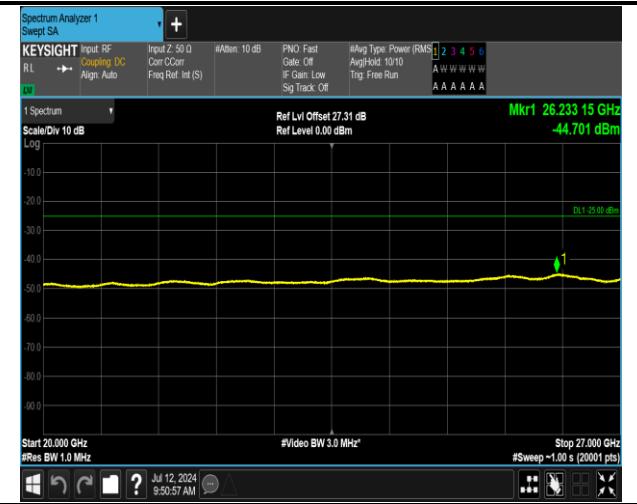 Spectrum Analyzer 1
Swept SA
+
KEYSIGHT Input: RF Input Z: 50 Ω #Atten: 10 dB PNO: Fast #Avg Type: Power (RMS 1 2 3 4 5 6
RL Coupling: DC Corr CCorr Gate: Off Avg|Hold: 10/10 A W W W W W
Align: Auto Freq Ref: Int (S) IF Gain: Low Trig: Free Run
LXI Sig Track: Off A A A A A A
1 Spectrum Ref Lvl Offset 27.31 dB Mkr1 26.233 15 GHz
Scale/Div 10 dB Ref Level 0.00 dBm -44.701 dBm
Log
-10.0
DL1 -25.00 dBm
-20.0
-30.0
-40.0
1
-50.0
-60.0
-70.0
-80.0
-90.0
Start 20.000 GHz #Video BW 3.0 MHz* Stop 27.000 GHz
#Res BW 1.0 MHz #Sweep ~1.00 s (20001 pts)
? Jul 12, 2024
9:50:57 AM